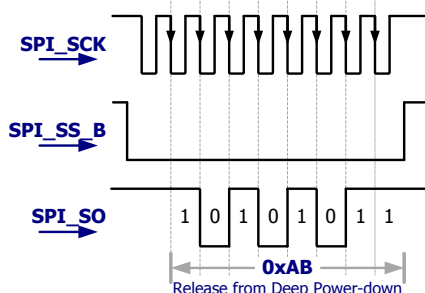 SPI_SCK
SPI_SS_B
SPI_SO
1 0 1 0 1 0 1 1
0xAB
Release from Deep Power-down